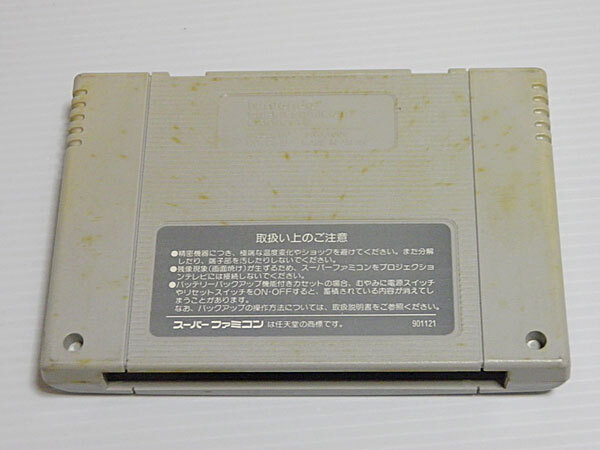 取扱い上のご注意
●精密機器につき、極端な温度変化やショックを避けてください。また分解
したり、端子部を汚したりしないでください。
●残像現象(画面焼け)が生ずるため、スーパーファミコンをプロジェクショ
ンテレビには接続しないでください。
●バッテリーバックアップ機能付きカセットの場合、むやみに電源スイッチ
やリセットスイッチをON・OFFすると、蓄積されている内容が消えてし
まうことがあります。
なお、バックアップの操作方法については、取扱説明書をご参照ください。
スーパーファミコンは任天堂の商標です。 901121